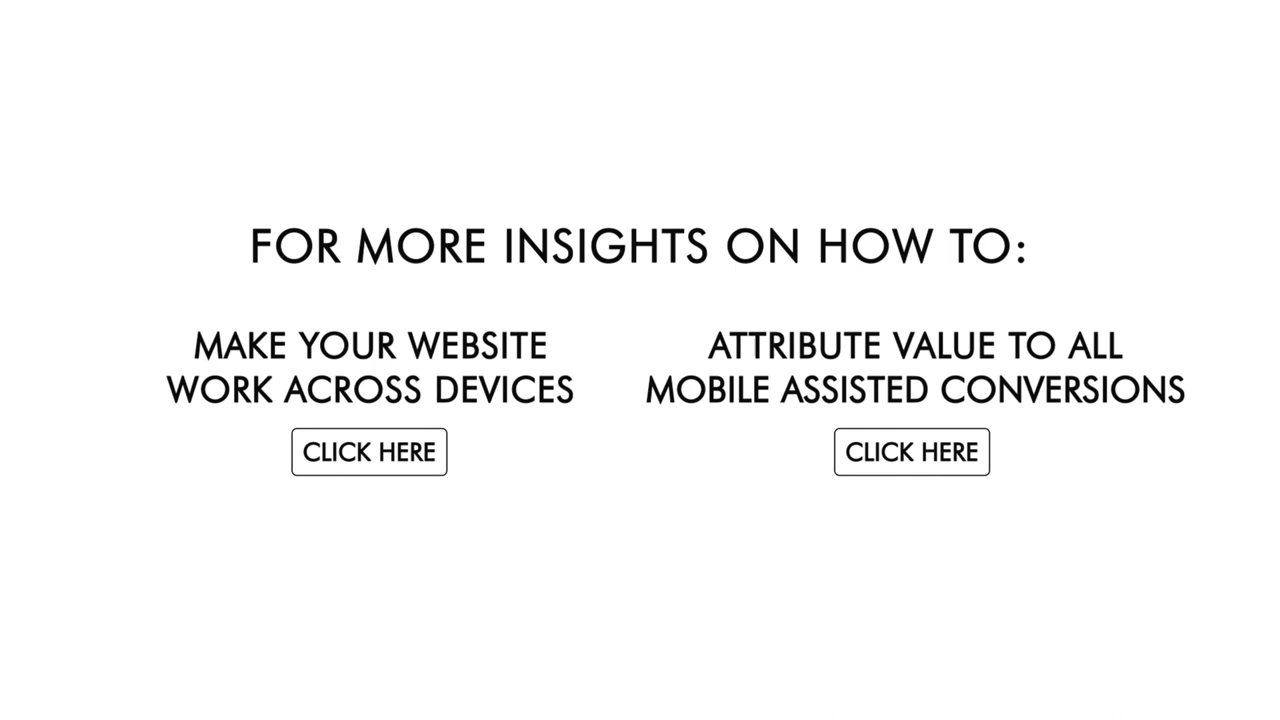 FOR MORE INSIGHTS ON HOW TO:
MAKE YOUR WEBSITE
WORK ACROSS DEVICES
CLICK HERE
ATTRIBUTE VALUE TO ALL
MOBILE ASSISTED CONVERSIONS
CLICK HERE